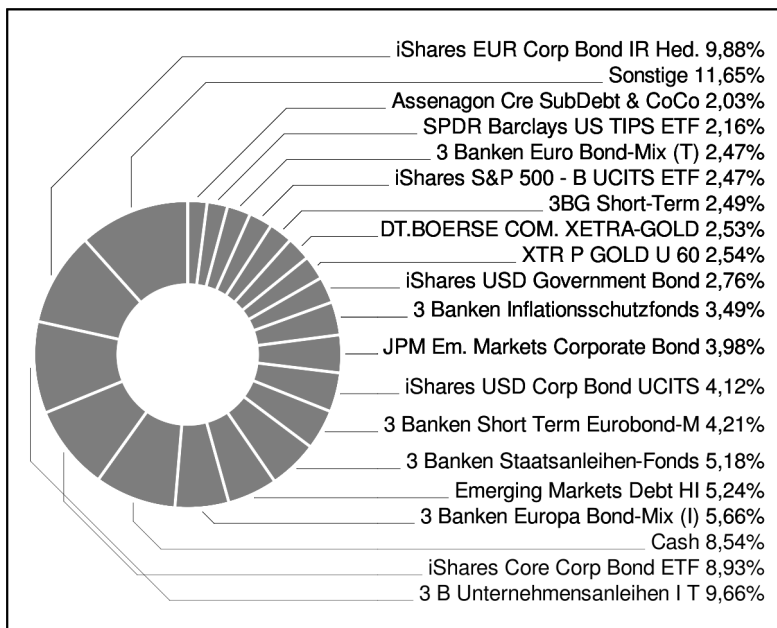 iShares EUR Corp Bond IR Hed. 9,88%
Sonstige 11,65%
Assenagon Cre SubDebt & CoCo 2,03%
SPDR Barclays US TIPS ETF 2,16%
3 Banken Euro Bond-Mix (T) 2,47%
iShares S&P 500 - B UCITS ETF 2,47%
3BG Short-Term 2,49%
DT.BOERSE COM. XETRA-GOLD 2,53%
XTR P GOLD U 60 2,54%
iShares USD Government Bond 2,76%
3 Banken Inflationsschutzfonds 3,49%
JPM Em. Markets Corporate Bond 3,98%
iShares USD Corp Bond UCITS 4,12%
3 Banken Short Term Eurobond-M 4,21%
3 Banken Staatsanleihen-Fonds 5,18%
Emerging Markets Debt HI 5,24%
3 Banken Europa Bond-Mix (I) 5,66%
Cash 8,54%
iShares Core Corp Bond ETF 8,93%
3 B Unternehmensanleihen I T 9,66%